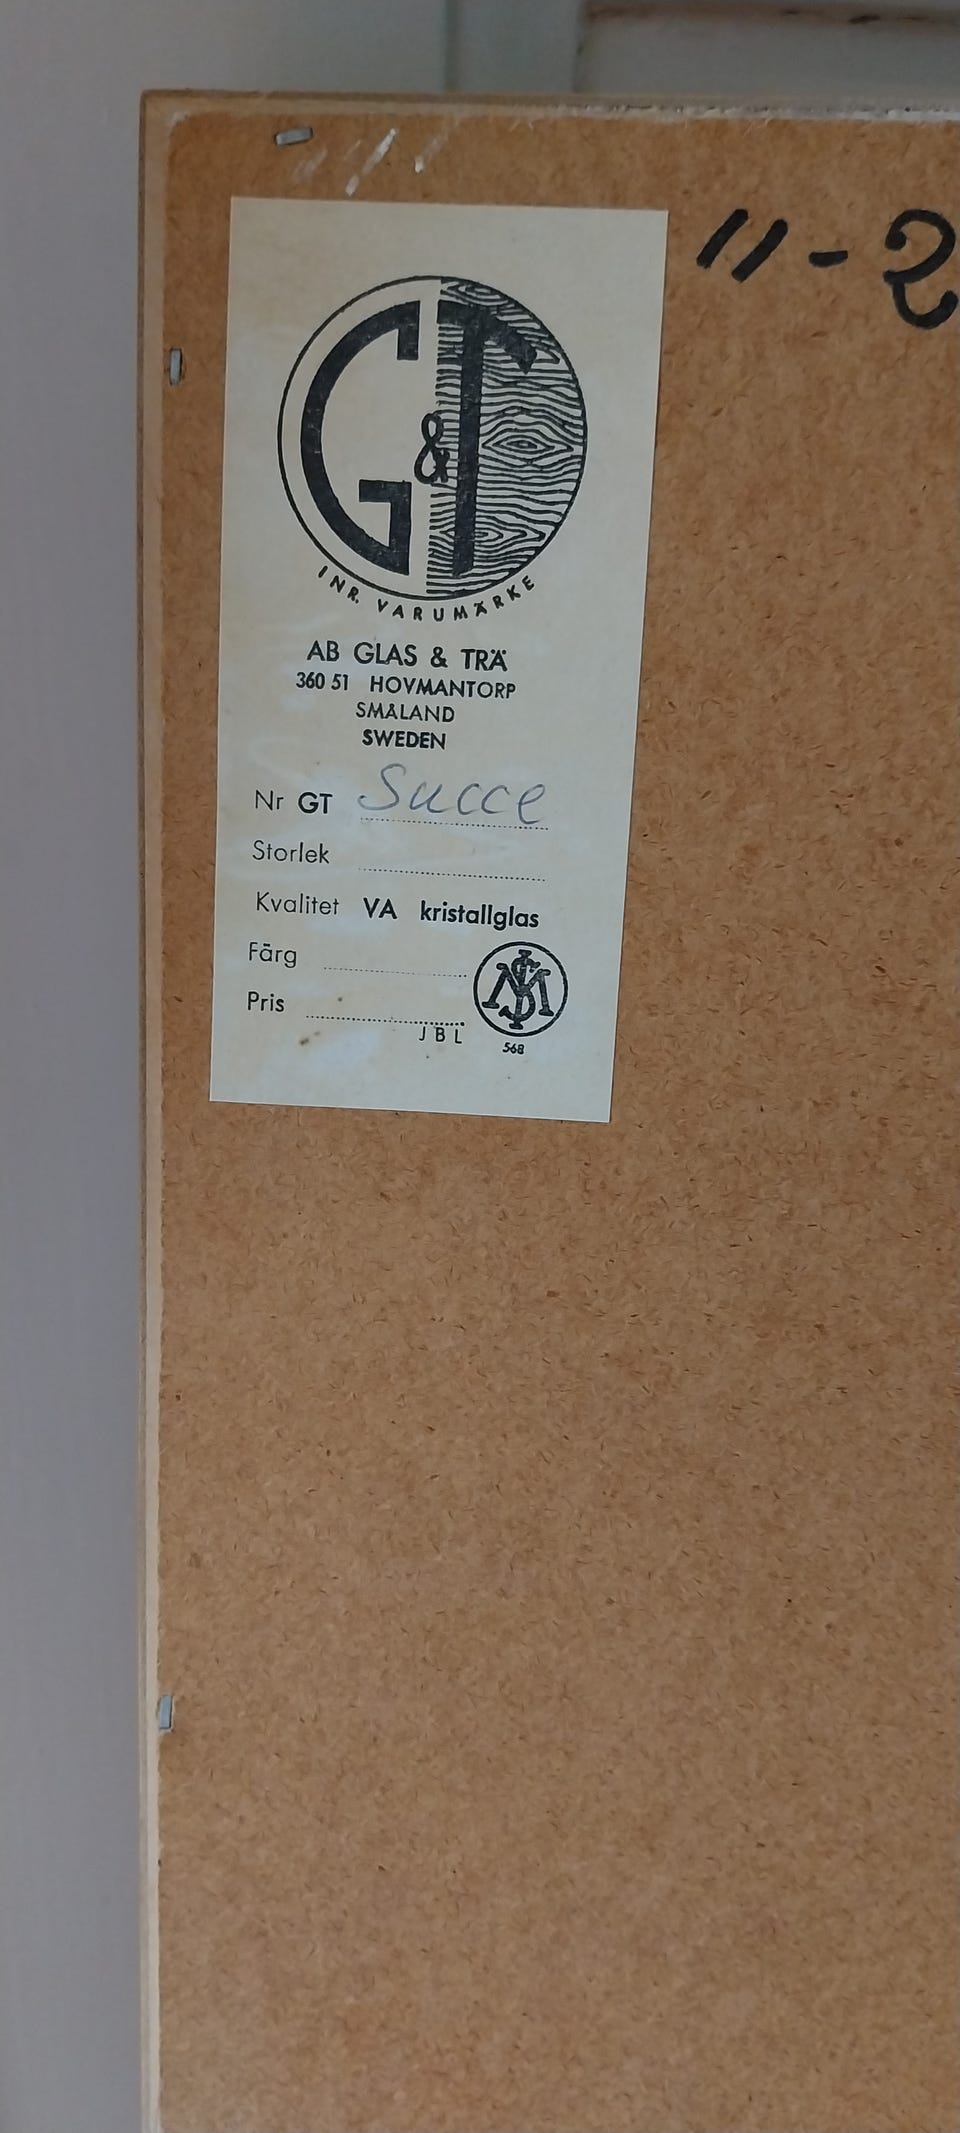 11-2
G&T
INR. VARUMÄRKE
AB GLAS & TRÄ
360 51 HOVMANTORP
SMÅLAND
SWEDEN
Nr GT Succe
Storlek
Kvalitet VA kristallglas
Färg
Pris
JBL
568